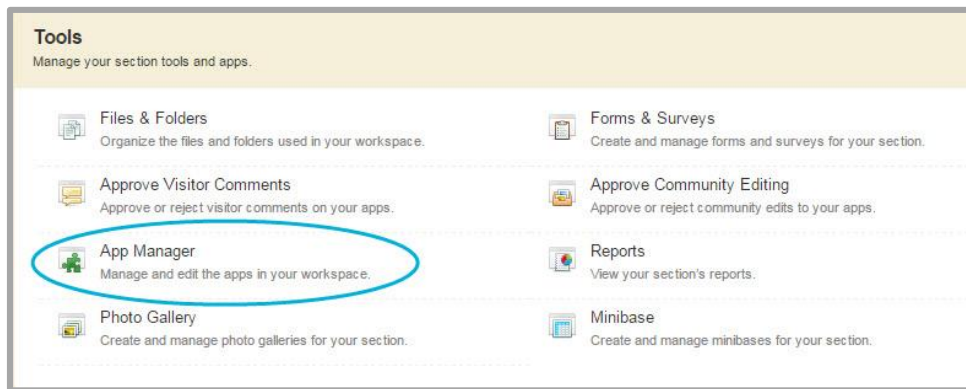 Tools
Manage your section tools and apps.
Files & Folders
Organize the files and folders used in your workspace.
Forms & Surveys
Create and manage forms and surveys for your section.
Approve Visitor Comments
Approve or reject visitor comments on your apps.
Approve Community Editing
Approve or reject community edits to your apps.
App Manager
Manage and edit the apps in your workspace.
Reports
View your section's reports.
Photo Gallery
Create and manage photo galleries for your section.
Minibase
Create and manage minibases for your section.